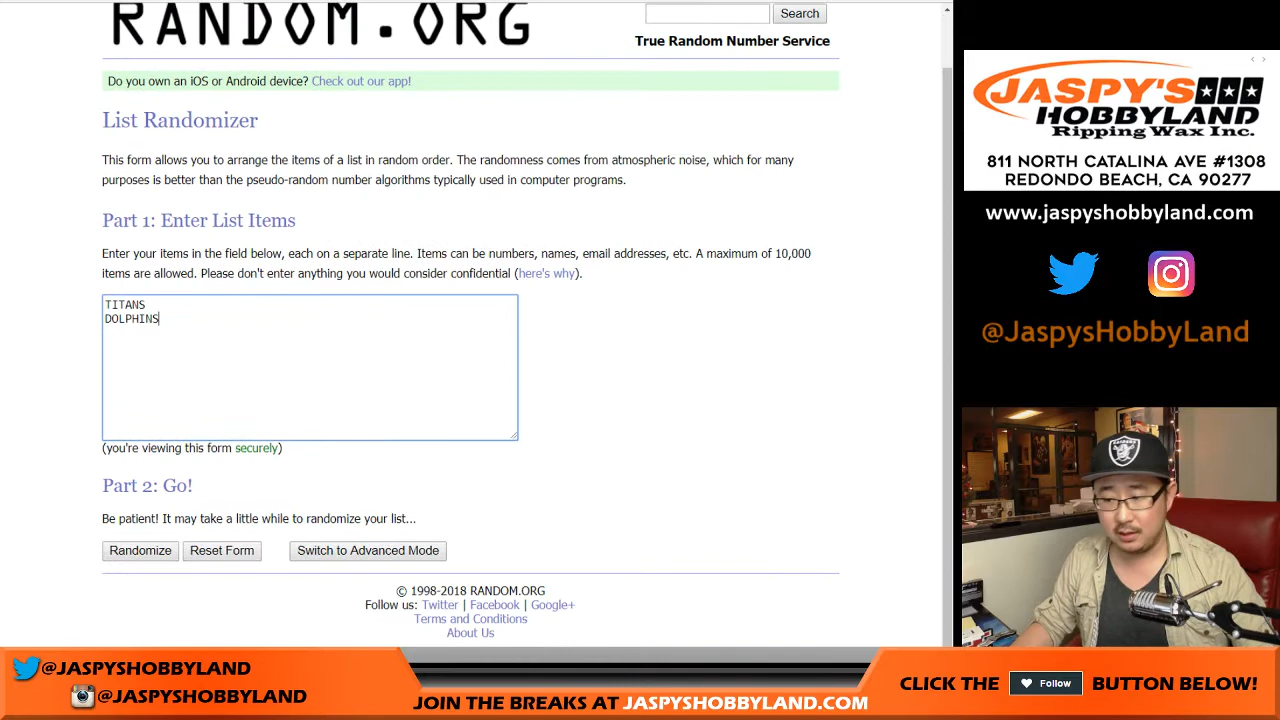 RANDOM.ORG
Search
True Random Number Service
Do you own an iOS or Android device? Check out our app!
List Randomizer
This form allows you to arrange the items of a list in random order. The randomness comes from atmospheric noise, which for many
purposes is better than the pseudo-random number algorithms typically used in computer programs.
Part 1: Enter List Items
Enter your items in the field below, each on a separate line. Items can be numbers, names, email addresses, etc. A maximum of 10,000
items are allowed. Please don't enter anything you would consider confidential (here's why).
TITANS
DOLPHINS
(you're viewing this form securely)
Part 2: Go!
Be patient! It may take a little while to randomize your list...
Randomize Reset Form Switch to Advanced Mode
© 1998-2018 RANDOM.ORG
Follow us: Twitter | Facebook | Google+
Terms and Conditions
About Us
JASPY'S
HOBBYLAND
Ripping Wax Inc.
811 NORTH CATALINA AVE #1308
REDONDO BEACH, CA 90277
www.jaspyshobbyland.com
@JaspysHobbyLand
RAIDERS
@JASPYSHOBBYLAND
@JASPYSHOBBYLAND
JOIN THE BREAKS AT JASPYSHOBBYLAND.COM
CLICK THE Follow BUTTON BELOW!